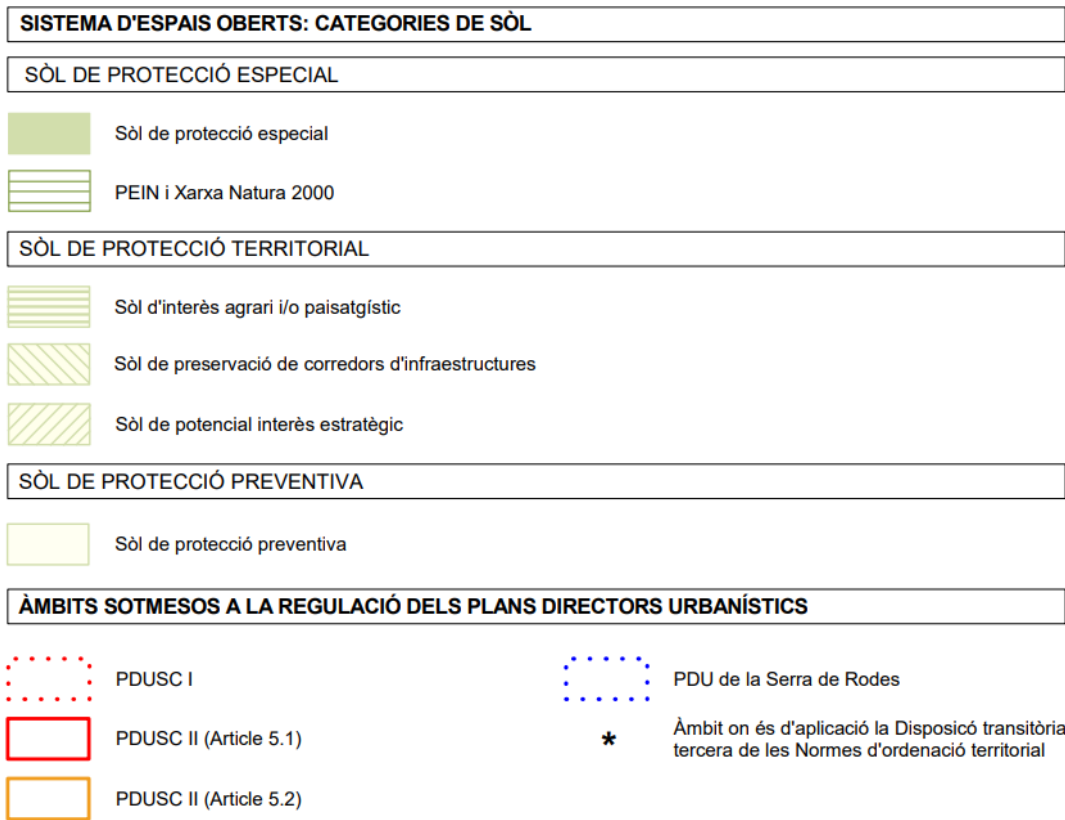 SISTEMA D'ESPAIS OBERTS: CATEGORIES DE SÒL
SÒL DE PROTECCIÓ ESPECIAL
Sòl de protecció especial
PEIN i Xarxa Natura 2000
SÒL DE PROTECCIÓ TERRITORIAL
Sòl d'interès agrari i/o paisatgístic
Sòl de preservació de corredors d'infraestructures
Sòl de potencial interès estratègic
SÒL DE PROTECCIÓ PREVENTIVA
Sòl de protecció preventiva
ÀMBITS SOTMESOS A LA REGULACIÓ DELS PLANS DIRECTORS URBANÍSTICS
PDUSC I
PDUSC II (Article 5.1)
PDUSC II (Article 5.2)
PDU de la Serra de Rodes
* Àmbit on és d'aplicació la Disposicó transitòria
tercera de les Normes d'ordenació territorial